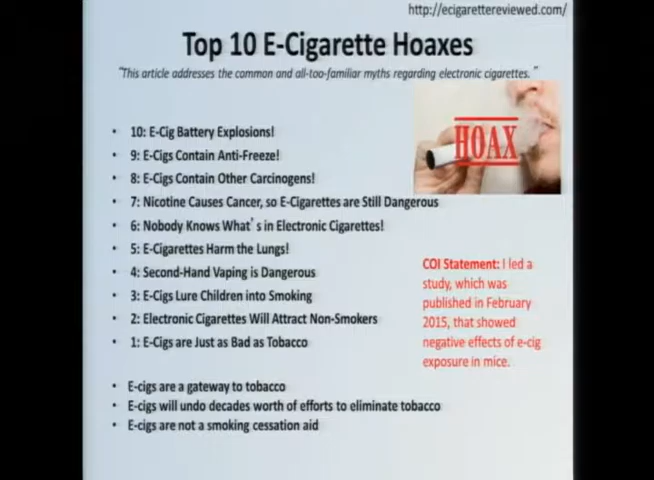 http://ecigarettereviewed.com/
Top 10 E-Cigarette Hoaxes
"This article addresses the common and all-too-familiar myths regarding electronic cigarettes."
HOAX
• 10: E-Cig Battery Explosions!
• 9: E-Cigs Contain Anti-Freeze!
• 8: E-Cigs Contain Other Carcinogens!
• 7: Nicotine Causes Cancer, so E-Cigarettes are Still Dangerous
• 6: Nobody Knows What's in Electronic Cigarettes!
• 5: E-Cigarettes Harm the Lungs!
• 4: Second-Hand Vaping is Dangerous
• 3: E-Cigs Lure Children into Smoking
• 2: Electronic Cigarettes Will Attract Non-Smokers
• 1: E-Cigs are Just as Bad as Tobacco
COI Statement: I led a
study, which was
published in February
2015, that showed
negative effects of e-cig
exposure in mice.
• E-cigs are a gateway to tobacco
• E-cigs will undo decades worth of efforts to eliminate tobacco
• E-cigs are not a smoking cessation aid